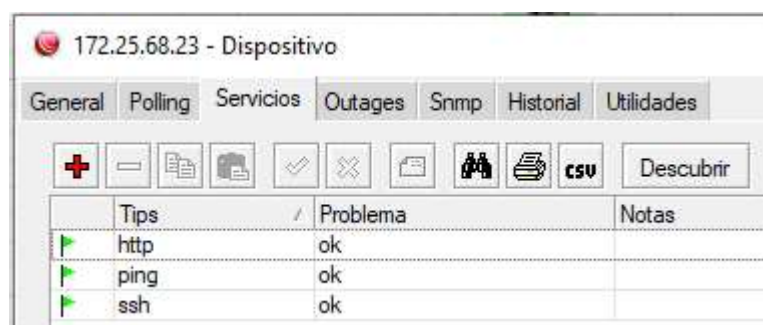 172.25.68.23 - Dispositivo
General Polling Servicios Outages Snmp Historial Utilidades
csv Descubrir
Tips / Problema Notas
http ok
ping ok
ssh ok